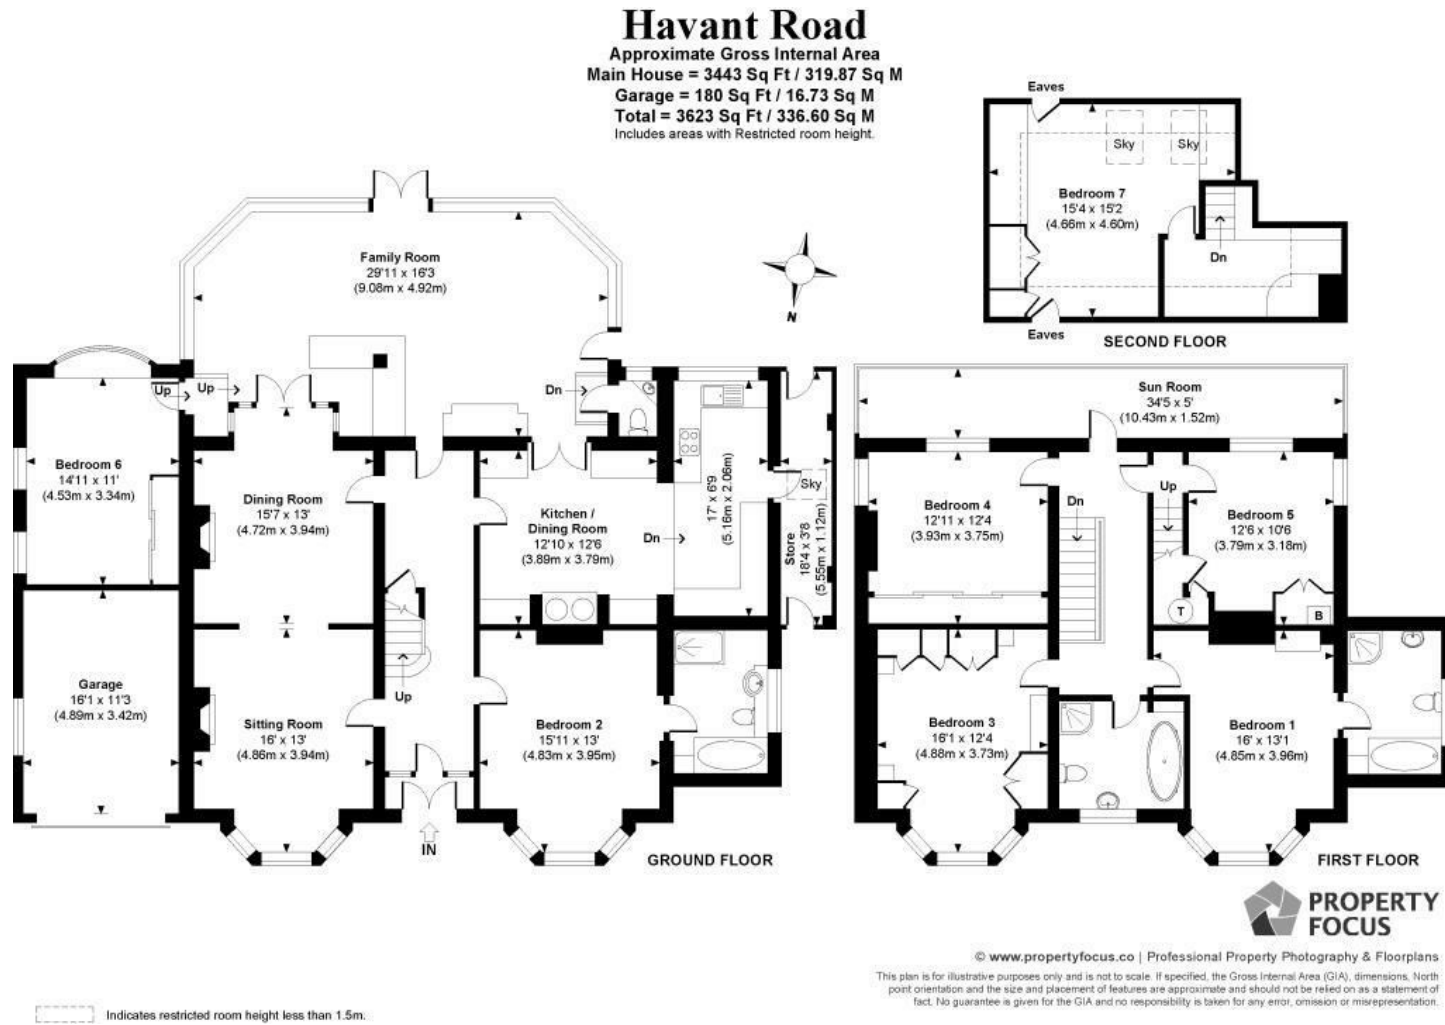 Havant Road
Approximate Gross Internal Area
Main House = 3443 Sq Ft / 319.87 Sq M
Garage = 180 Sq Ft / 16.73 Sq M
Total = 3623 Sq Ft / 336.60 Sq M
Includes areas with Restricted room height.
Eaves
Sky
Sky
Bedroom 7
15'4 x 15'2
(4.66m x 4.60m)
Dn
Eaves
SECOND FLOOR
Family Room
29'11 x 16'3
(9.08m x 4.92m)
N
Up
Up
Dn
Bedroom 6
14'11 x 11'
(4.53m x 3.34m)
Dining Room
15'7 x 13'
(4.72m x 3.94m)
Kitchen /
Dining Room
12'10 x 12'6
(3.89m x 3.79m)
Dn
17' x 6'9
(5.16m x 2.06m)
Sky
Store
18'4 x 3'8
(5.55m x 1.12m)
Garage
16'1 x 11'3
(4.89m x 3.42m)
Sitting Room
16' x 13'
(4.86m x 3.94m)
Up
Bedroom 2
15'11 x 13'
(4.83m x 3.95m)
IN
GROUND FLOOR
Sun Room
34'5 x 5'
(10.43m x 1.52m)
Bedroom 4
12'11 x 12'4
(3.93m x 3.75m)
Dn
Up
Bedroom 5
12'6 x 10'6
(3.79m x 3.18m)
T
B
Bedroom 3
16'1 x 12'4
(4.88m x 3.73m)
Bedroom 1
16' x 13'1
(4.85m x 3.96m)
FIRST FLOOR
PROPERTY
FOCUS
© www.propertyfocus.co | Professional Property Photography & Floorplans
This plan is for illustrative purposes only and is not to scale. If specified, the Gross Internal Area (GIA), dimensions, North
point orientation and the size and placement of features are approximate and should not be relied on as a statement of
fact. No guarantee is given for the GIA and no responsibility is taken for any error, omission or misrepresentation.
Indicates restricted room height less than 1.5m.